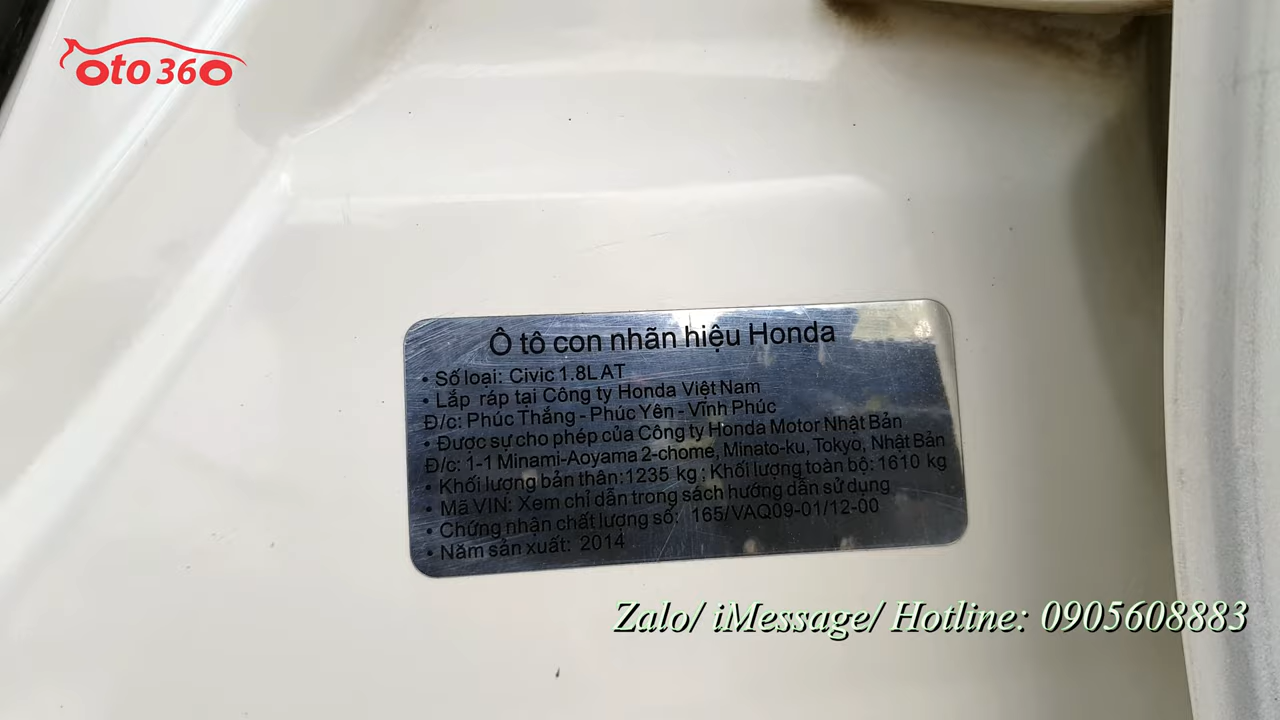 oto 360
Ô tô con nhãn hiệu Honda
• Số loại: Civic 1.8L AT
• Lắp ráp tại Công ty Honda Việt Nam
Đ/c: Phúc Thắng - Phúc Yên - Vĩnh Phúc
• Được sự cho phép của Công ty Honda Motor Nhật Bản
Đ/c: 1-1 Minami-Aoyama 2-chome, Minato-ku, Tokyo, Nhật Bản
• Khối lượng bản thân: 1235 kg ; Khối lượng toàn bộ: 1610 kg
• Mã VIN: Xem chỉ dẫn trong sách hướng dẫn sử dụng
• Chứng nhận chất lượng số: 165/VAQ09-01/12-00
• Năm sản xuất: 2014
Zalo/ iMessage/ Hotline: 0905608883